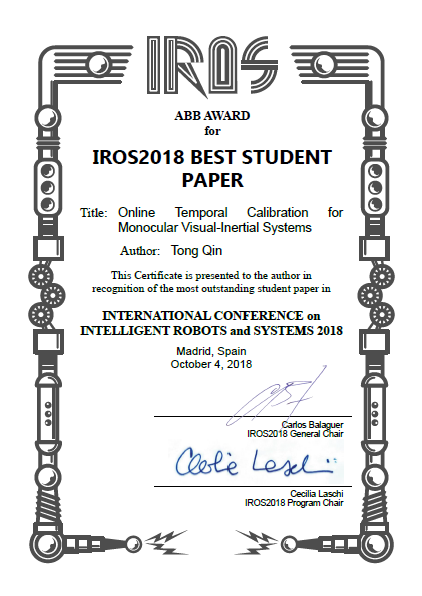 IROS
ABB AWARD
for
IROS2018 BEST STUDENT
PAPER
Title: Online Temporal Calibration for
Monocular Visual-Inertial Systems
Author: Tong Qin
This Certificate is presented to the author in
recognition of the most outstanding student paper in
INTERNATIONAL CONFERENCE on
INTELLIGENT ROBOTS and SYSTEMS 2018
Madrid, Spain
October 4, 2018
Carlos Balaguer
IROS2018 General Chair
Cecilia Laschi
IROS2018 Program Chair